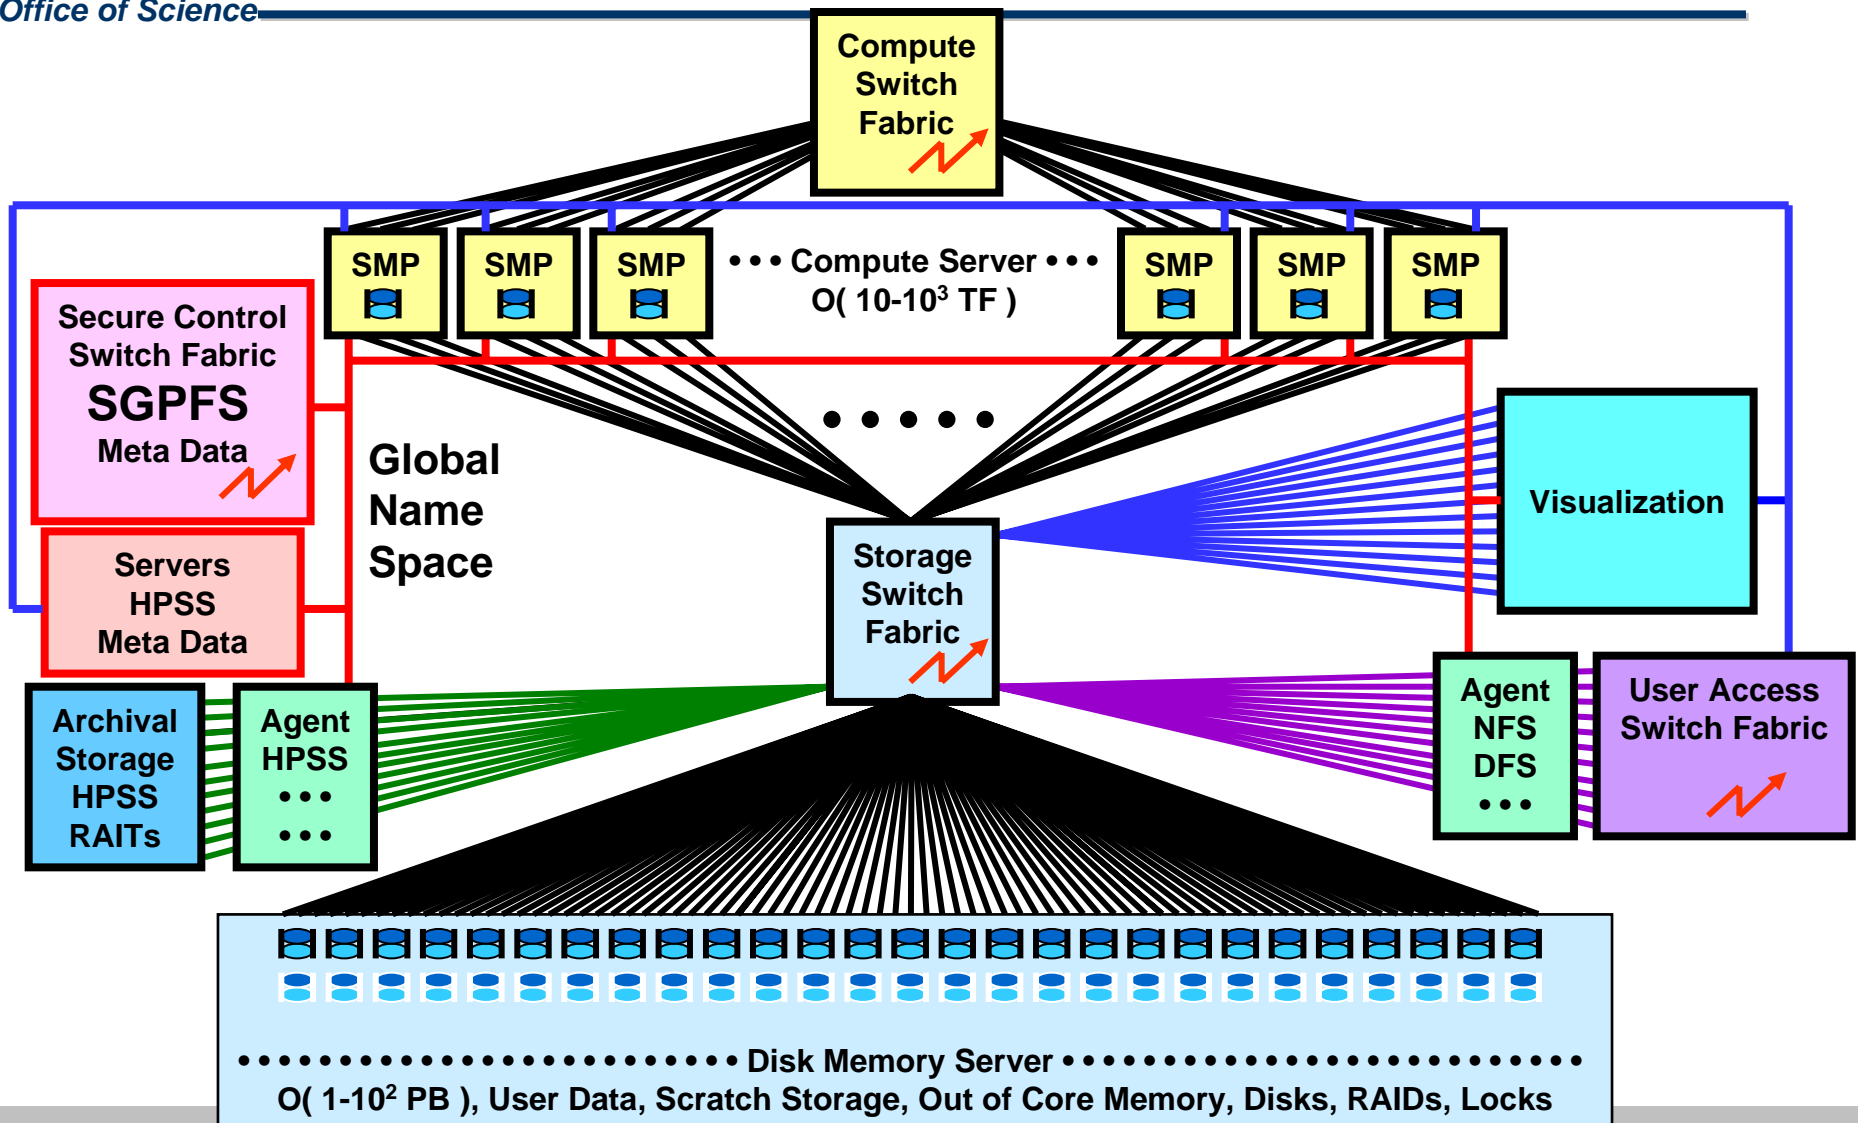 Office of Science
Compute
Switch
Fabric
SMP
SMP
SMP
••• Compute Server •••
O( 10-10³ TF )
SMP
SMP
SMP
Secure Control
Switch Fabric
SGPFS
Meta Data
•••••
Global
Name
Space
Visualization
Servers
HPSS
Meta Data
Storage
Switch
Fabric
Archival
Storage
HPSS
RAITs
Agent
HPSS
•••
•••
Agent
NFS
DFS
•••
User Access
Switch Fabric
••••••••••••••••••••••••• Disk Memory Server ••••••••••••••••••••••••••
O( 1-10² PB ), User Data, Scratch Storage, Out of Core Memory, Disks, RAIDs, Locks